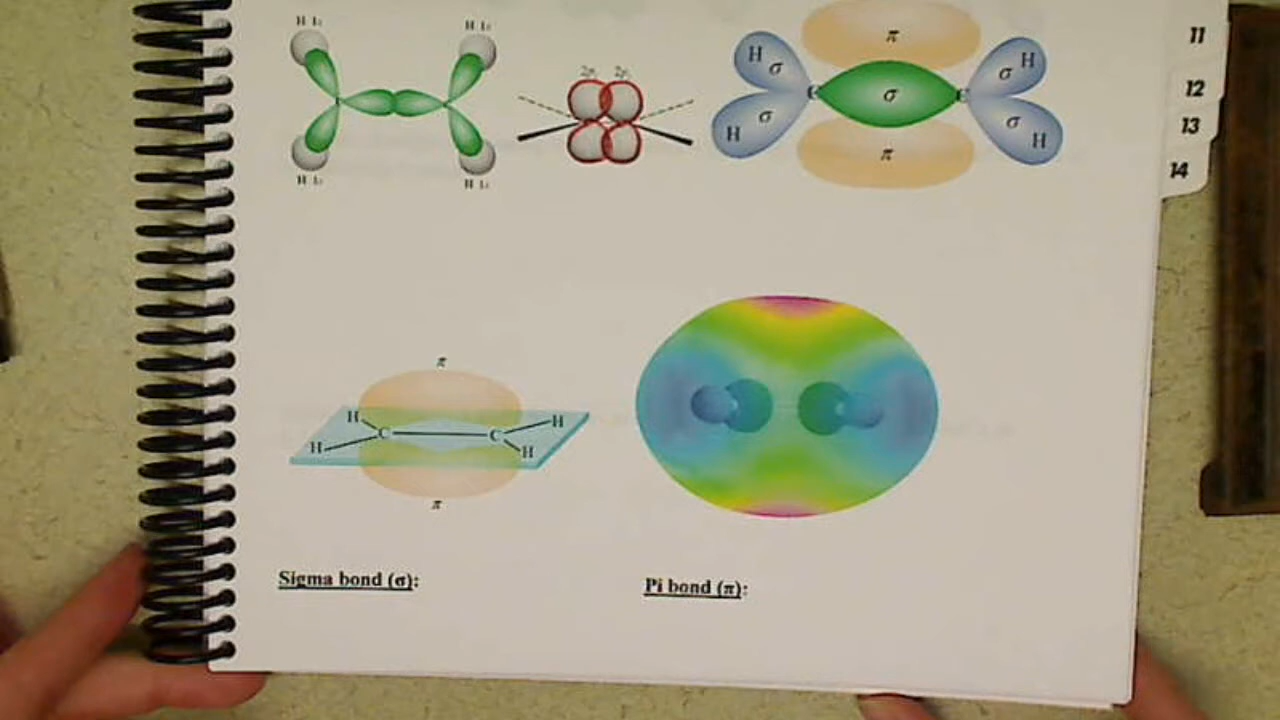 H 1s H 1s
2p 2p
H 1s H 1s
π
H σ σ H
C σ C
H σ σ H
π
11
12
13
14
π
H H
C C
H H
π
Sigma bond (σ):
Pi bond (π):